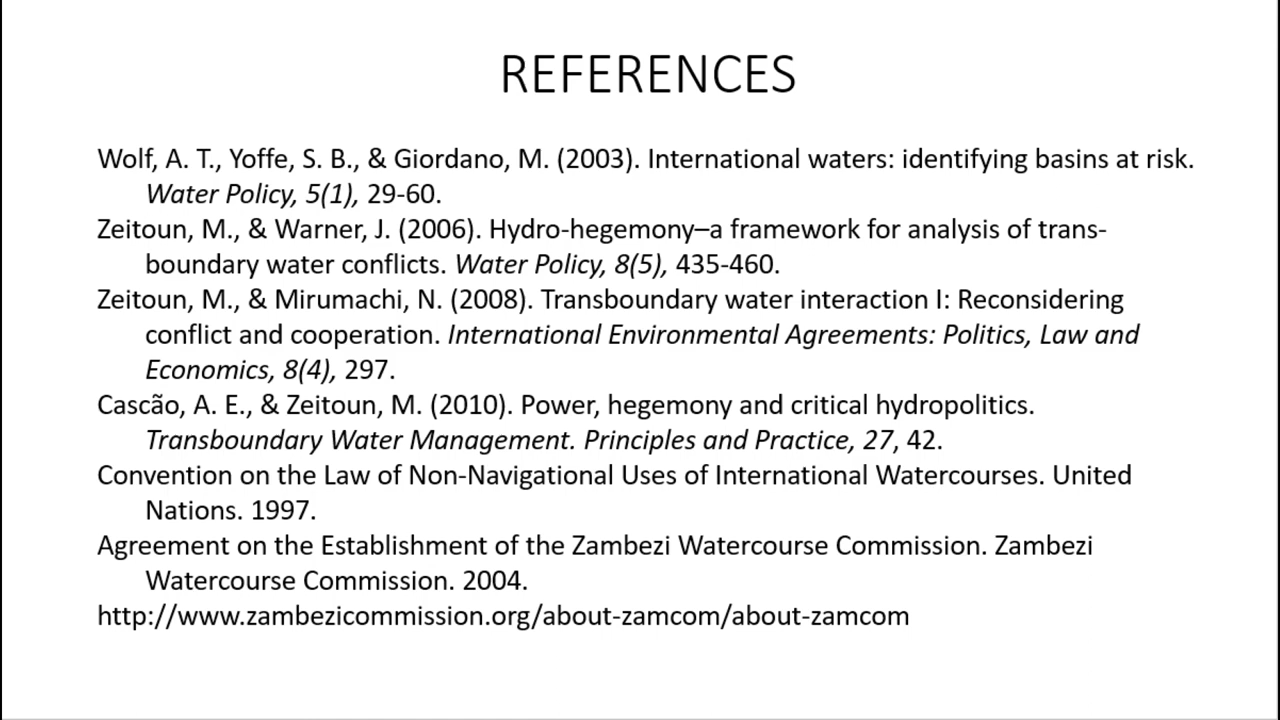 REFERENCES
Wolf, A. T., Yoffe, S. B., & Giordano, M. (2003). International waters: identifying basins at risk.
Water Policy, 5(1), 29-60.
Zeitoun, M., & Warner, J. (2006). Hydro-hegemony–a framework for analysis of trans-
boundary water conflicts. Water Policy, 8(5), 435-460.
Zeitoun, M., & Mirumachi, N. (2008). Transboundary water interaction I: Reconsidering
conflict and cooperation. International Environmental Agreements: Politics, Law and
Economics, 8(4), 297.
Cascão, A. E., & Zeitoun, M. (2010). Power, hegemony and critical hydropolitics.
Transboundary Water Management. Principles and Practice, 27, 42.
Convention on the Law of Non-Navigational Uses of International Watercourses. United
Nations. 1997.
Agreement on the Establishment of the Zambezi Watercourse Commission. Zambezi
Watercourse Commission. 2004.
http://www.zambezicommission.org/about-zamcom/about-zamcom